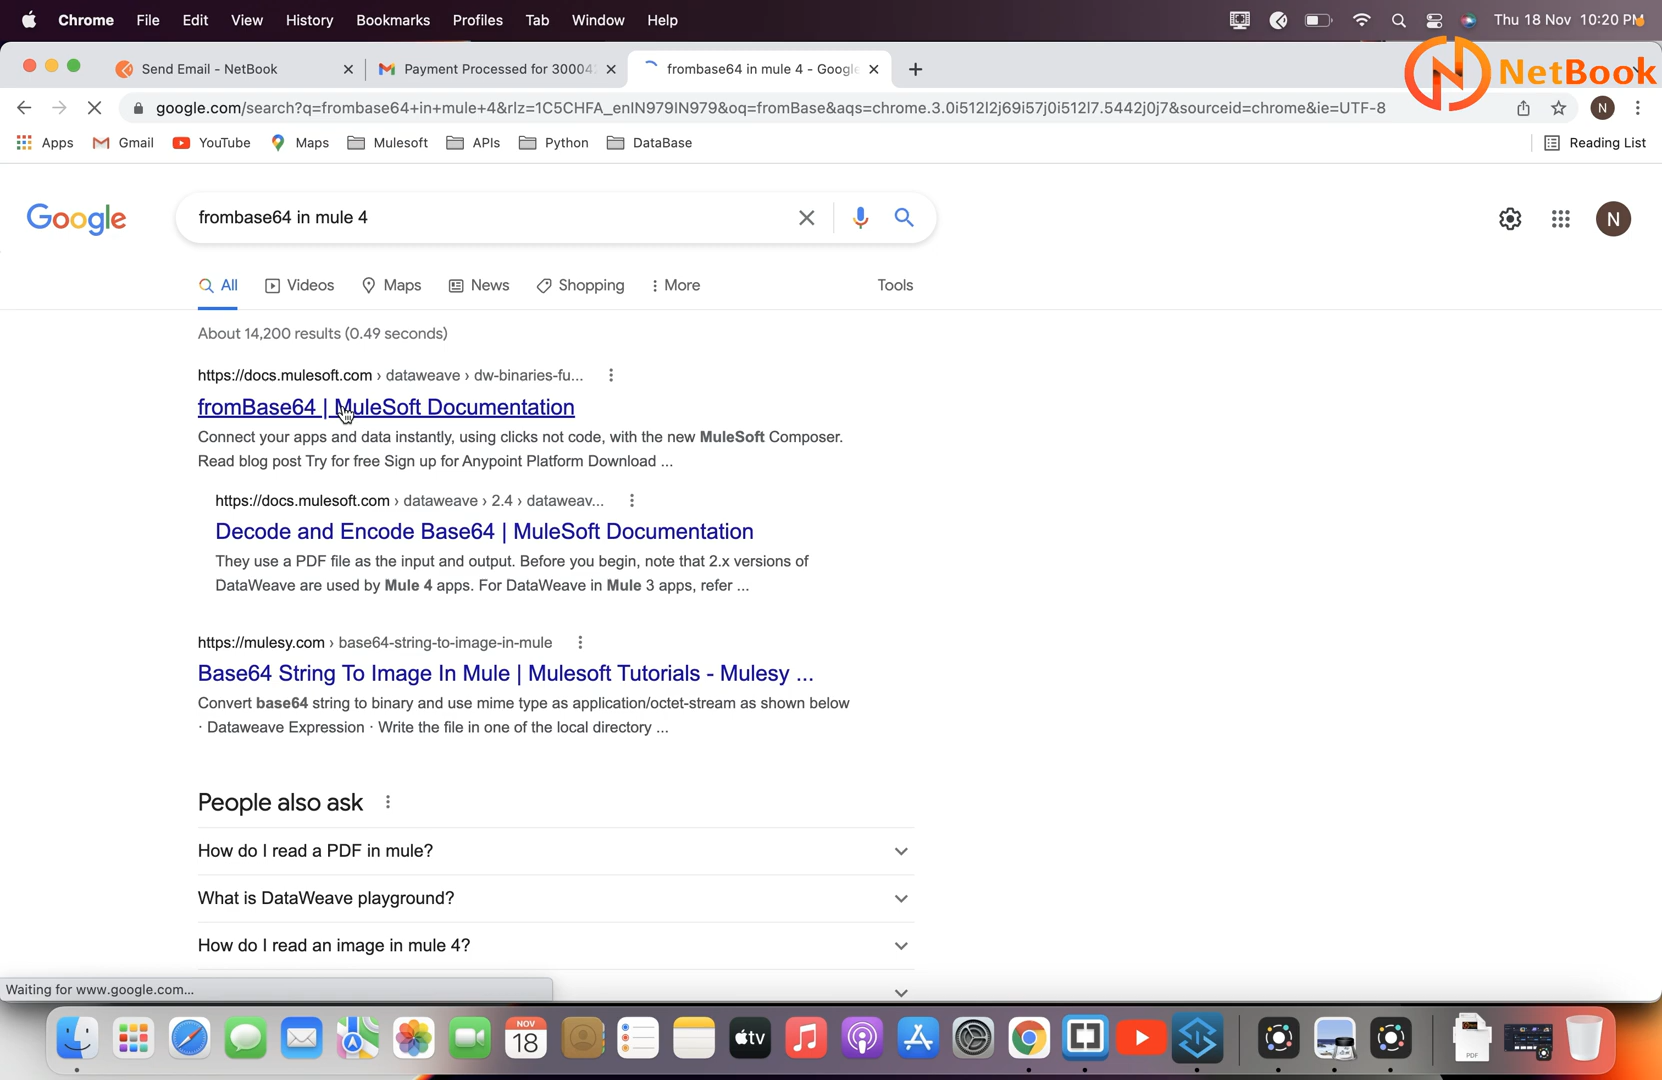 Chrome File Edit View History Bookmarks Profiles Tab Window Help Thu 18 Nov 10:20 PM
NetBook
Send Email - NetBook
Payment Processed for 30004
frombase64 in mule 4 - Google
google.com/search?q=frombase64+in+mule+4&rlz=1C5CHFA_enIN979IN979&oq=fromBase&aqs=chrome.3.0i512l2j69i57j0i512l7.5442j0j7&sourceid=chrome&ie=UTF-8
N
Apps Gmail YouTube Maps Mulesoft APIs Python DataBase Reading List
Google
frombase64 in mule 4
N
All Videos Maps News Shopping More Tools
About 14,200 results (0.49 seconds)
https://docs.mulesoft.com › dataweave › dw-binaries-fu...
fromBase64 | MuleSoft Documentation
Connect your apps and data instantly, using clicks not code, with the new MuleSoft Composer.
Read blog post Try for free Sign up for Anypoint Platform Download ...
https://docs.mulesoft.com › dataweave › 2.4 › dataweav...
Decode and Encode Base64 | MuleSoft Documentation
They use a PDF file as the input and output. Before you begin, note that 2.x versions of
DataWeave are used by Mule 4 apps. For DataWeave in Mule 3 apps, refer ...
https://mulesy.com › base64-string-to-image-in-mule
Base64 String To Image In Mule | Mulesoft Tutorials - Mulesy ...
Convert base64 string to binary and use mime type as application/octet-stream as shown below
· Dataweave Expression · Write the file in one of the local directory ...
People also ask
How do I read a PDF in mule?
What is DataWeave playground?
How do I read an image in mule 4?
Waiting for www.google.com...
NOV
18
tv
PDF